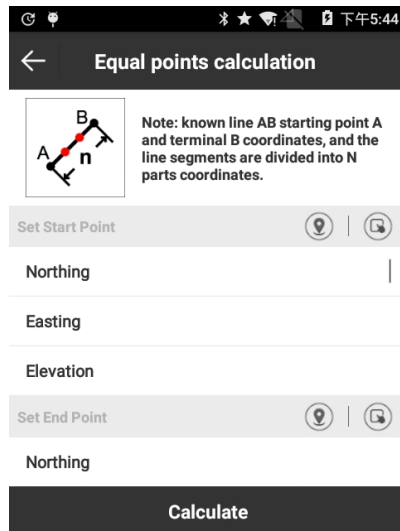 下午5:44
Equal points calculation
B
A
n
Note: known line AB starting point A
and terminal B coordinates, and the
line segments are divided into N
parts coordinates.
Set Start Point
Northing
Easting
Elevation
Set End Point
Northing
Calculate